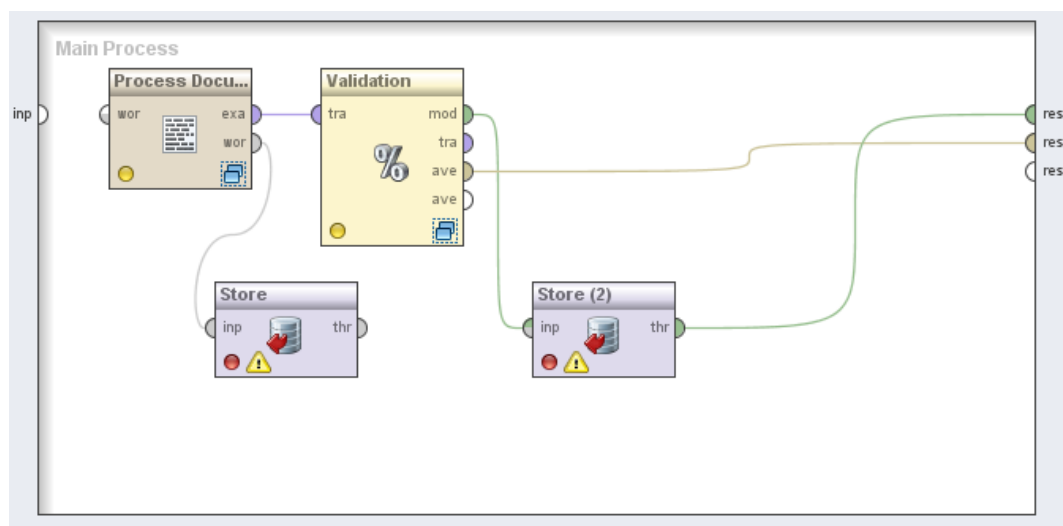 Main Process
Process Docu...
Validation
inp
wor
exa
wor
tra
mod
tra
ave
ave
%
res
res
res
Store
inp
thr
Store (2)
inp
thr